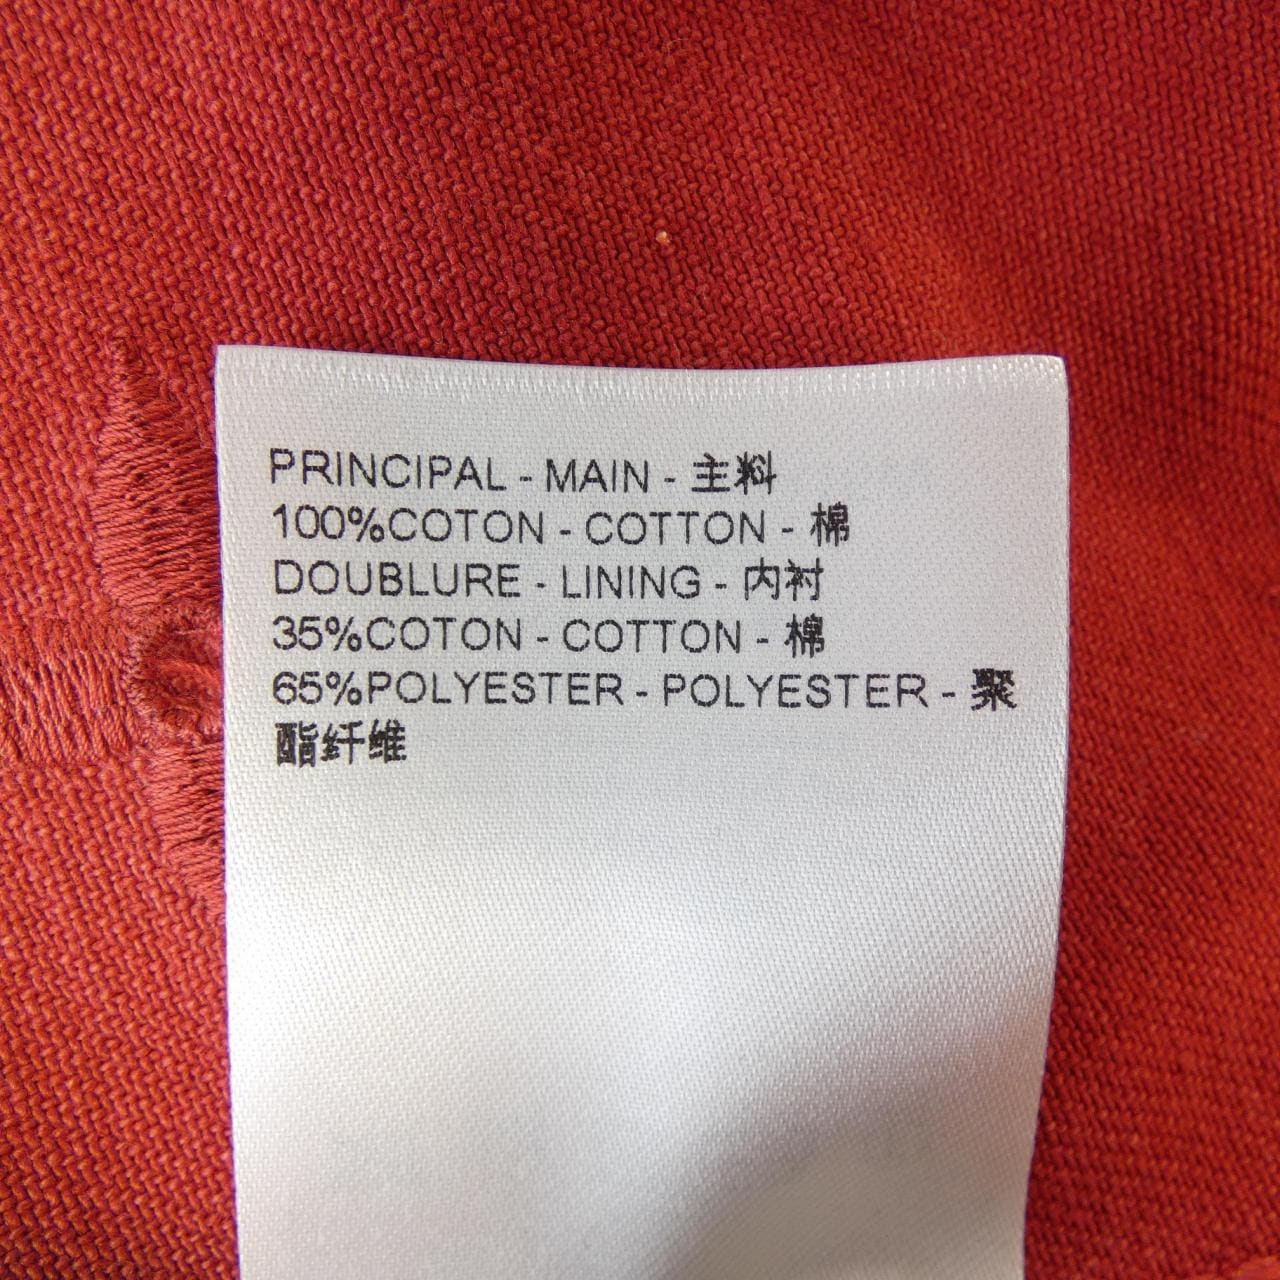 PRINCIPAL - MAIN - 主料
100%COTON - COTTON - 棉
DOUBLURE - LINING - 内衬
35%COTON - COTTON - 棉
65%POLYESTER - POLYESTER - 聚
酯纤维